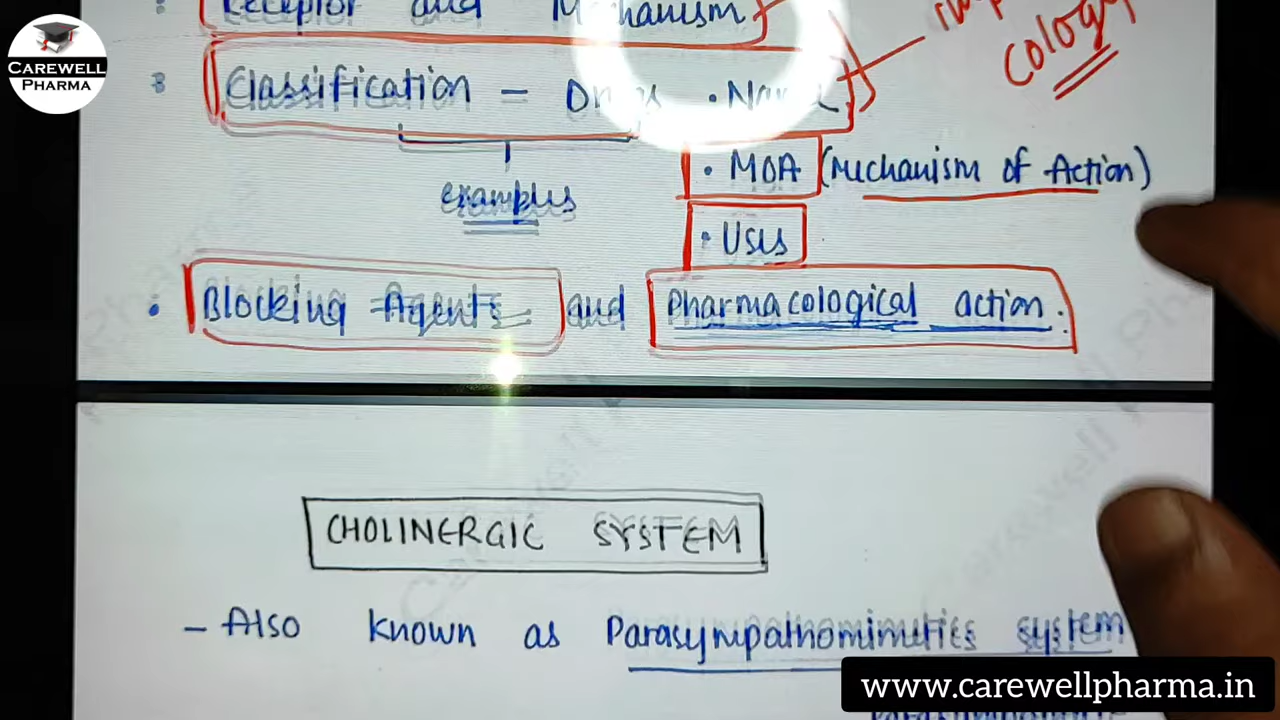 CAREWELL
PHARMA
Receptor and Mechanism
Classification - Drugs • Name
cology
examples
• MOA (Mechanism of Action)
• Uses
• Blocking Agents and Pharmacological action.
CHOLINERGIC SYSTEM
- Also known as Parasympathomimetics system
www.carewellpharma.in